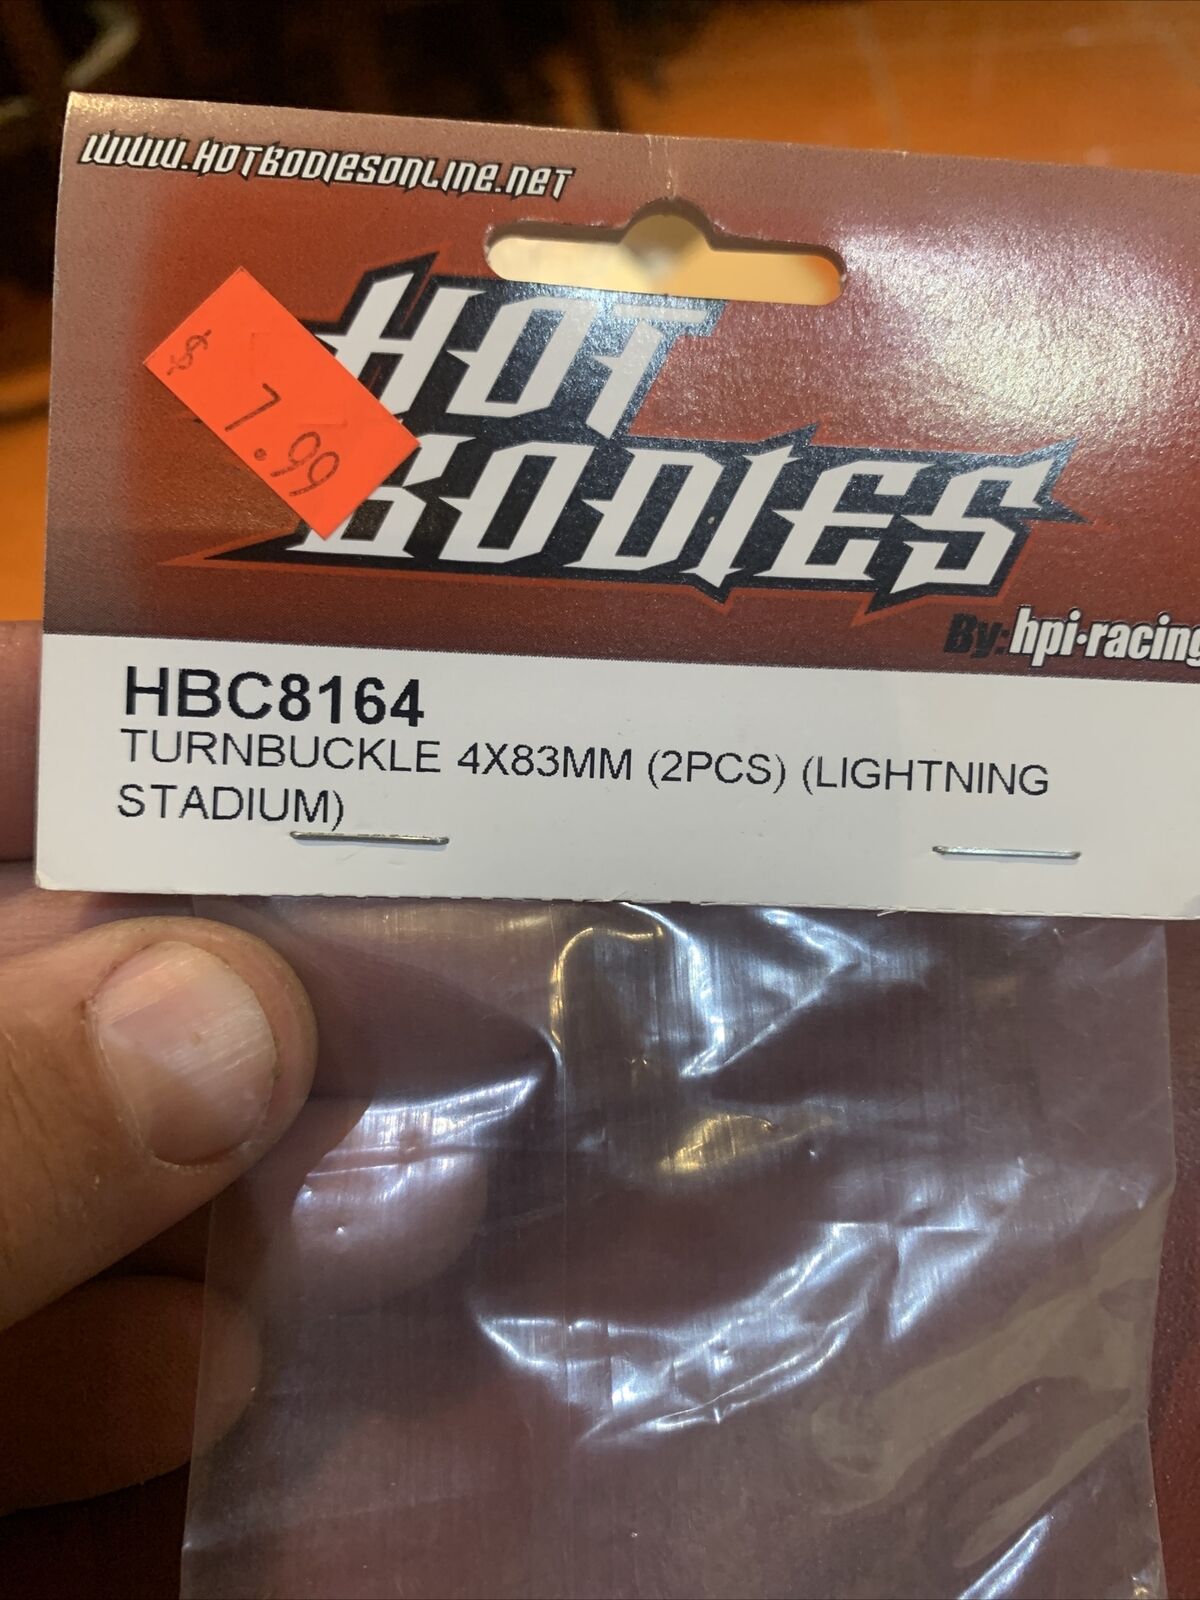 www.HOTBODIESONLINE.net
HOT
BODIES
$
7.99
By: hpi·racing
HBC8164
TURNBUCKLE 4X83MM (2PCS) (LIGHTNING
STADIUM)